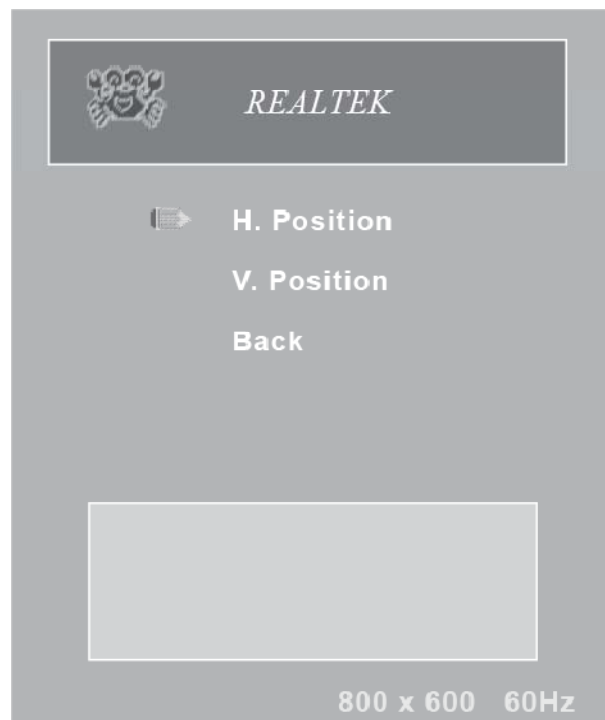 REALTEK
H. Position
V. Position
Back
800 x 600 60Hz